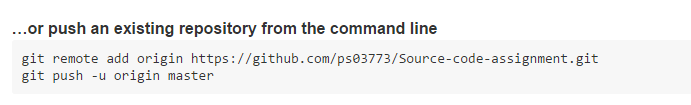 …or push an existing repository from the command line
git remote add origin https://github.com/ps03773/Source-code-assignment.git
git push -u origin master